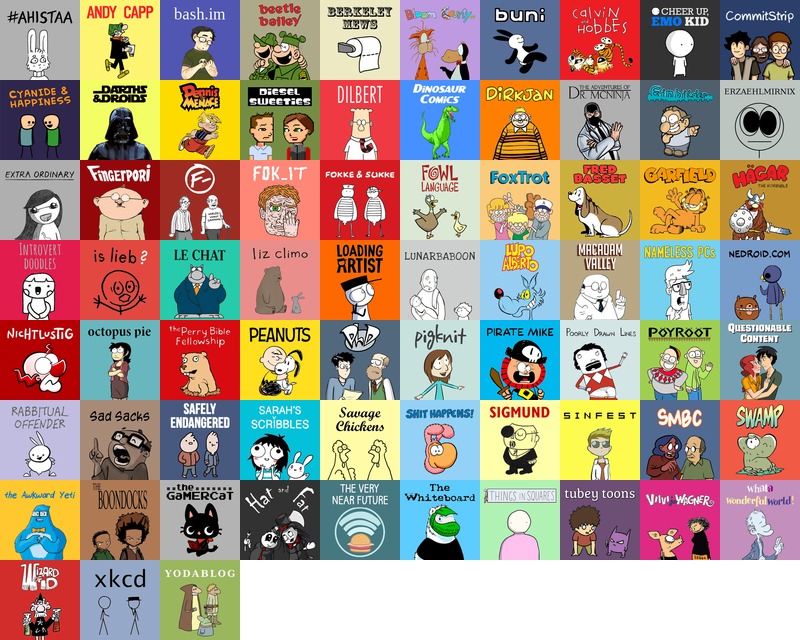 #AHISTAA
ANDY CAPP
bash.im
beetle
bailey
BERKELEY
MEWS
Bloom County
buni
calvin and
HOBBES
CHEER UP,
EMO KID
CommitStrip
CYANIDE &
HAPPINESS
DARTHS
&DROIDS
Dennis
THE
MENACE
DIESEL
SWEETIES
DILBERT
DINOSAUR
COMICS
DiRKJAN
THE ADVENTURES OF
DR. MCNINJA
ERZAEHLMIRNIX
EXTRA ORDINARY
FINGERPORI
F
FOK_IT
FOKKE & SUKKE
FOWL
LANGUAGE
FOXTROT
FRED
BASSET
GARFIELD
HÄGAR
THE HORRIBLE
INTROVERT
DOODLES
is lieb?
LE CHAT
liz climo
LOADING
ARTIST
LUNARBABOON
LUPO
ALBERTO
MACADAM
VALLEY
NAMELESS PCs
NEDROID.COM
NICHTLUSTIG
octopus pie
the Perry Bible
Fellowship
PEANUTS
PHD
pigknit
PIRATE MIKE
POORLY DRAWN LINES
POYROOT
QUESTIONABLE
CONTENT
RABBITUAL
OFFENDER
Sad Sacks
SAFELY
ENDANGERED
SARAH'S
SCRIBBLES
Savage
Chickens
SHIT HAPPENS!
SIGMUND
SINFEST
SMBC
SWAMP
the Awkward Yeti
THE
BOONDOCKS
the
GaMERCaT
Hat and Fat
THE VERY
NEAR FUTURE
The
Whiteboard
THINGS IN SQUARES
tubey toons
VIVI & WAGNER
what a
wonderful world!
WIZARD
of ID
xkcd
YODABLOG